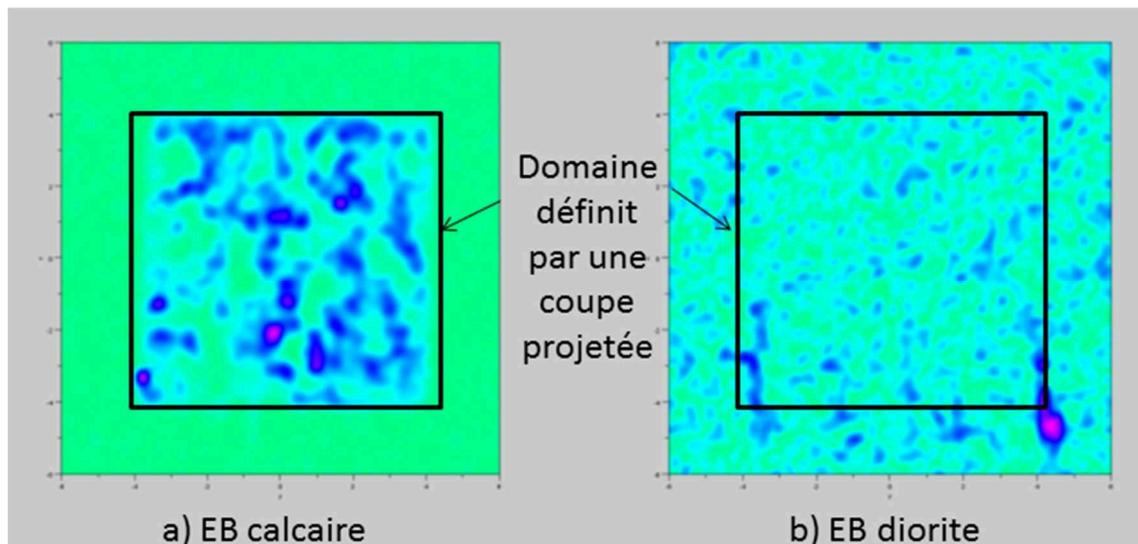 Domaine
définit
par une
coupe
projetée
a) EB calcaire
b) EB diorite